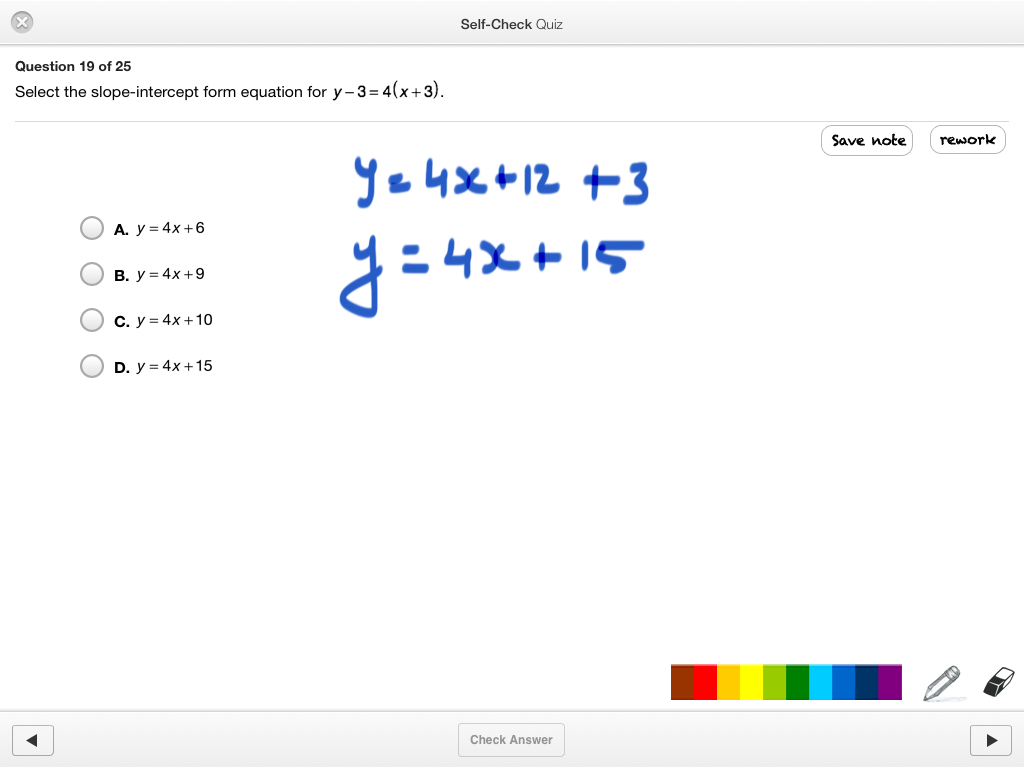 Self-Check Quiz
Question 19 of 25
Select the slope-intercept form equation for y – 3 = 4(x + 3).
Save note
rework
y = 4x + 12 + 3
y = 4x + 15
A. y = 4x + 6
B. y = 4x + 9
C. y = 4x + 10
D. y = 4x + 15
Check Answer